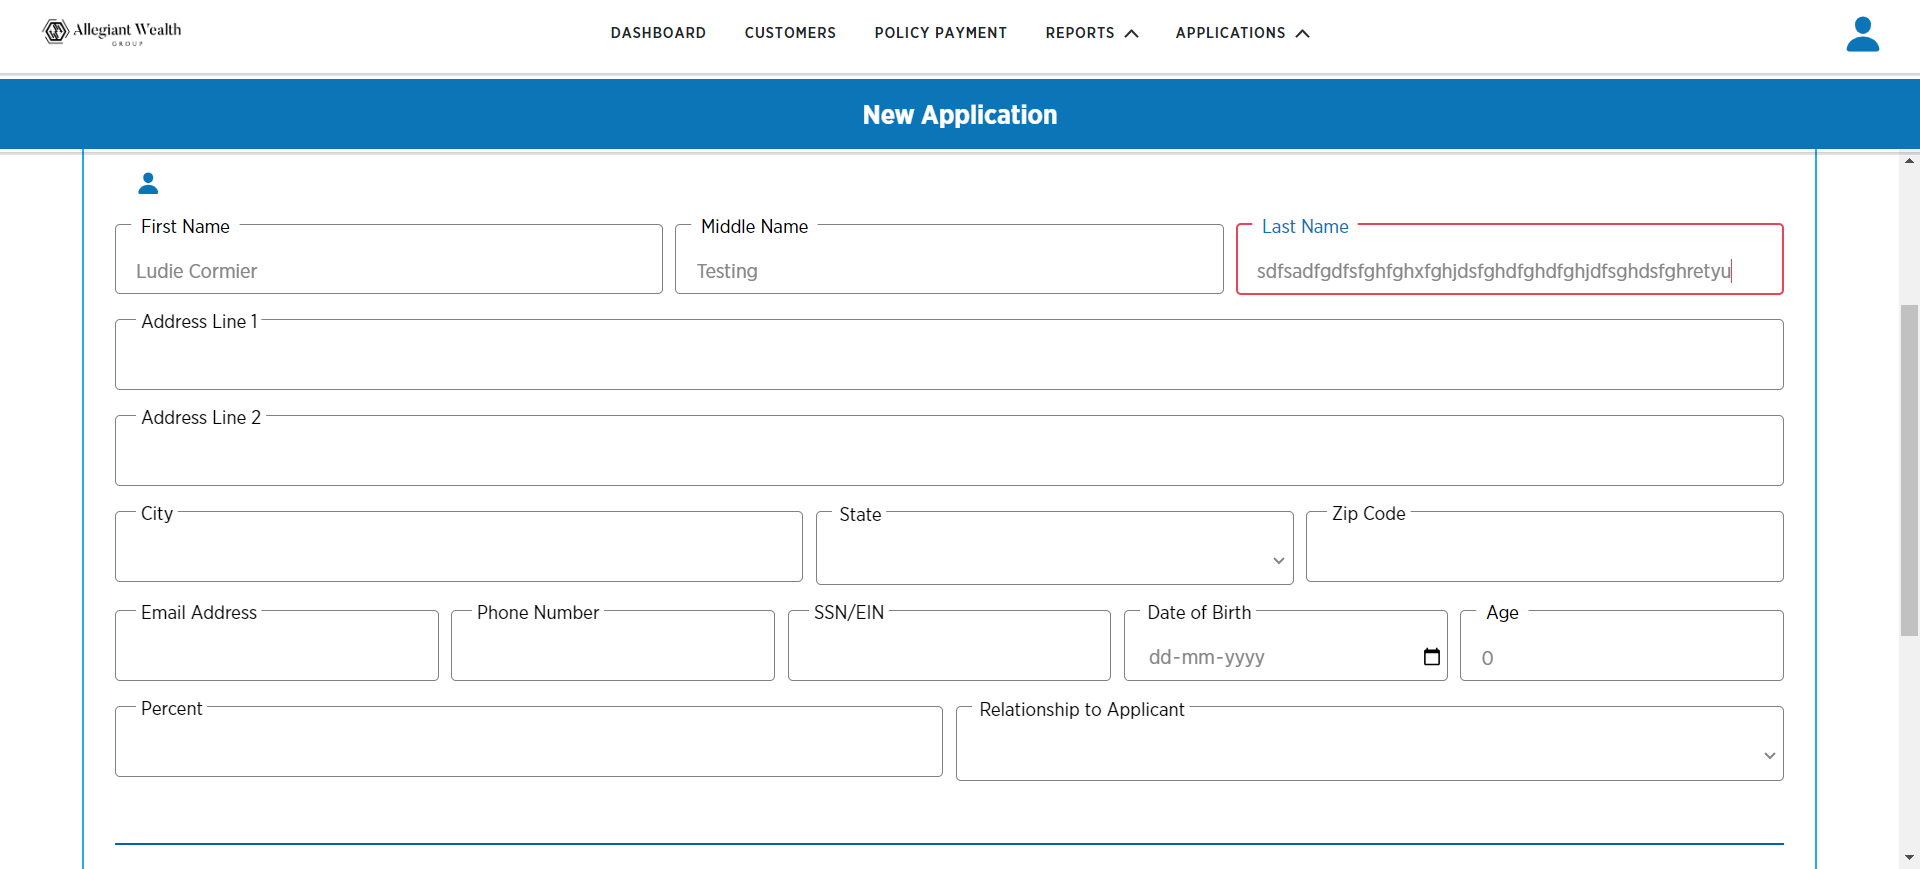 Allegiant Wealth
GROUP
DASHBOARD CUSTOMERS POLICY PAYMENT REPORTS APPLICATIONS
New Application
First Name Middle Name Last Name
Ludie Cormier Testing sdfsadfgdfsfghfghxfghjdsfghdfghdfghjdfsghdsfghretyu
Address Line 1
Address Line 2
City State Zip Code
Email Address Phone Number SSN/EIN Date of Birth Age
dd-mm-yyyy 0
Percent Relationship to Applicant